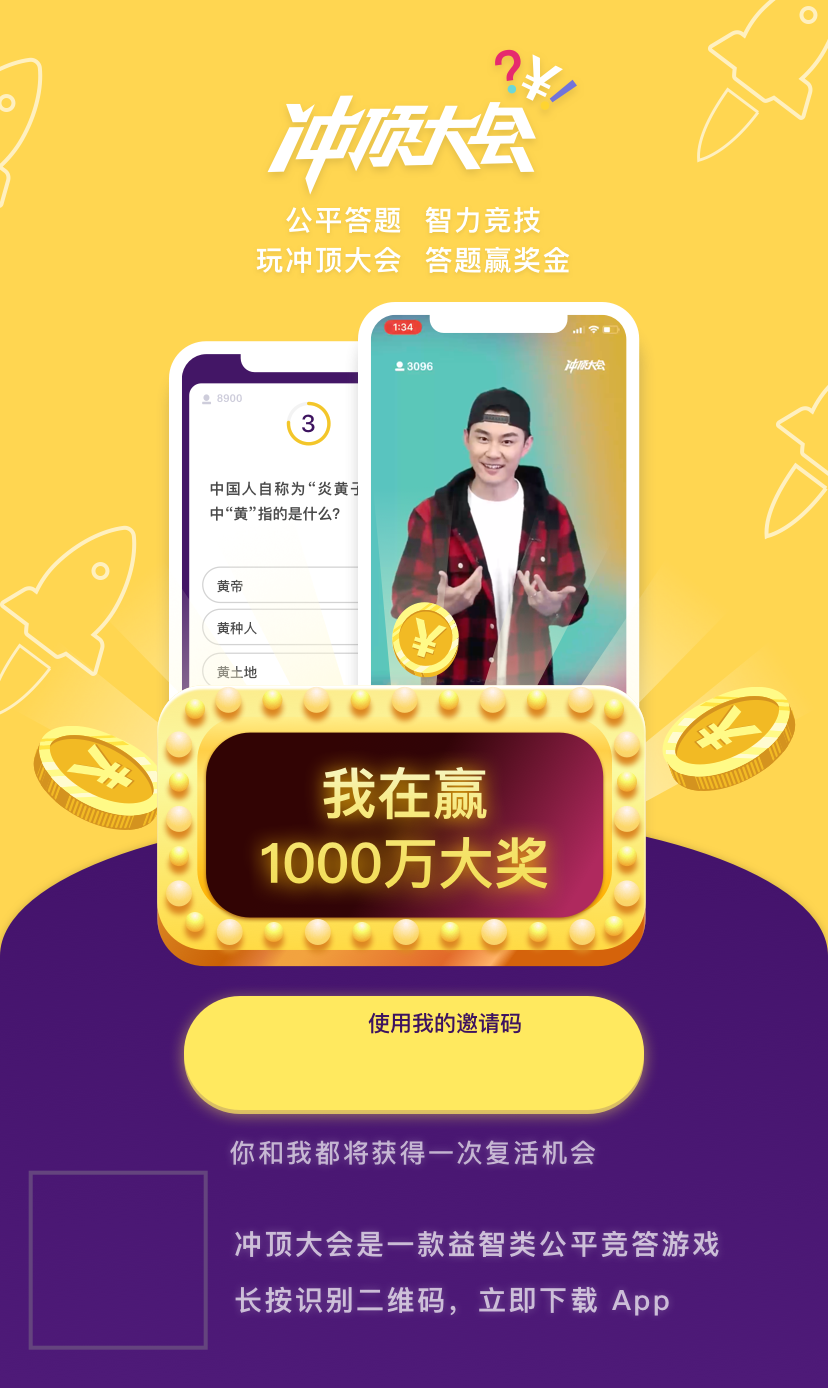 冲顶大会
公平答题 智力竞技
玩冲顶大会 答题赢奖金
1:34
3096
冲顶大会
8900
3
中国人自称为“炎黄子
中“黄”指的是什么?
黄帝
黄种人
黄土地
我在赢
1000万大奖
使用我的邀请码
你和我都将获得一次复活机会
冲顶大会是一款益智类公平竞答游戏
长按识别二维码，立即下载 App